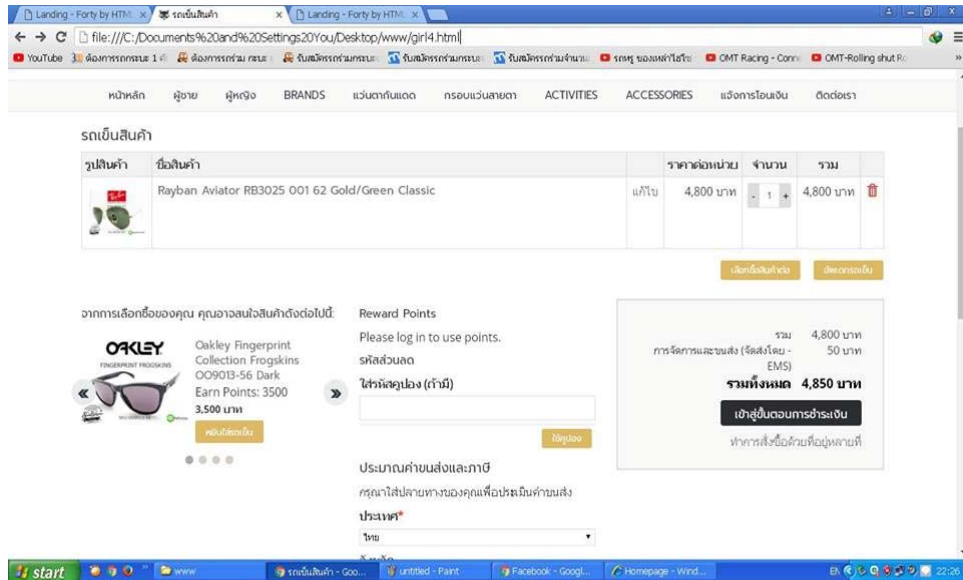 Landing - Forty by HTM
รถเข็นสินค้า
Landing - Forty by HTM
file:///C:/Documents%20and%20Settings20You/Desktop/www/girl4.html
YouTube
OMT Racing - Conn
OMT-Rolling shut Ro
หน้าหลัก ผู้ชาย ผู้หญิง BRANDS แว่นตากันแดด กรอบแว่นสายตา ACTIVITIES ACCESSORIES แจ้งการโอนเงิน ติดต่อเรา
รถเข็นสินค้า
รูปสินค้า ชื่อสินค้า ราคาต่อหน่วย จำนวน รวม
Rayban Aviator RB3025 001 62 Gold/Green Classic แก้ไข 4,800 บาท - 1 + 4,800 บาท
เลือกซื้อสินค้าต่อ อัพเดทรถเข็น
จากการเลือกซื้อของคุณ คุณอาจสนใจสินค้าดังต่อไปนี้:
OAKLEY
FINGERPRINT FROGSKINS
Oakley Fingerprint
Collection Frogskins
OO9013-56 Dark
Earn Points: 3500
3,500 บาท
หยิบใส่รถเข็น
Reward Points
Please log in to use points.
รหัสส่วนลด
ใส่รหัสคูปอง (ถ้ามี)
ใช้คูปอง
ประมาณค่าขนส่งและภาษี
กรุณาใส่ปลายทางของคุณเพื่อประเมินค่าขนส่ง
ประเทศ*
ไทย
รวม 4,800 บาท
การจัดการและขนส่ง (จัดส่งโดย - EMS) 50 บาท
รวมทั้งหมด 4,850 บาท
เข้าสู่ขั้นตอนการชำระเงิน
ทำการสั่งซื้อด้วยที่อยู่หลายที่
start
www
รถเข็นสินค้า - Goo...
untitled - Paint
Facebook - Googl...
Homepage - Wind...
EN
22:26